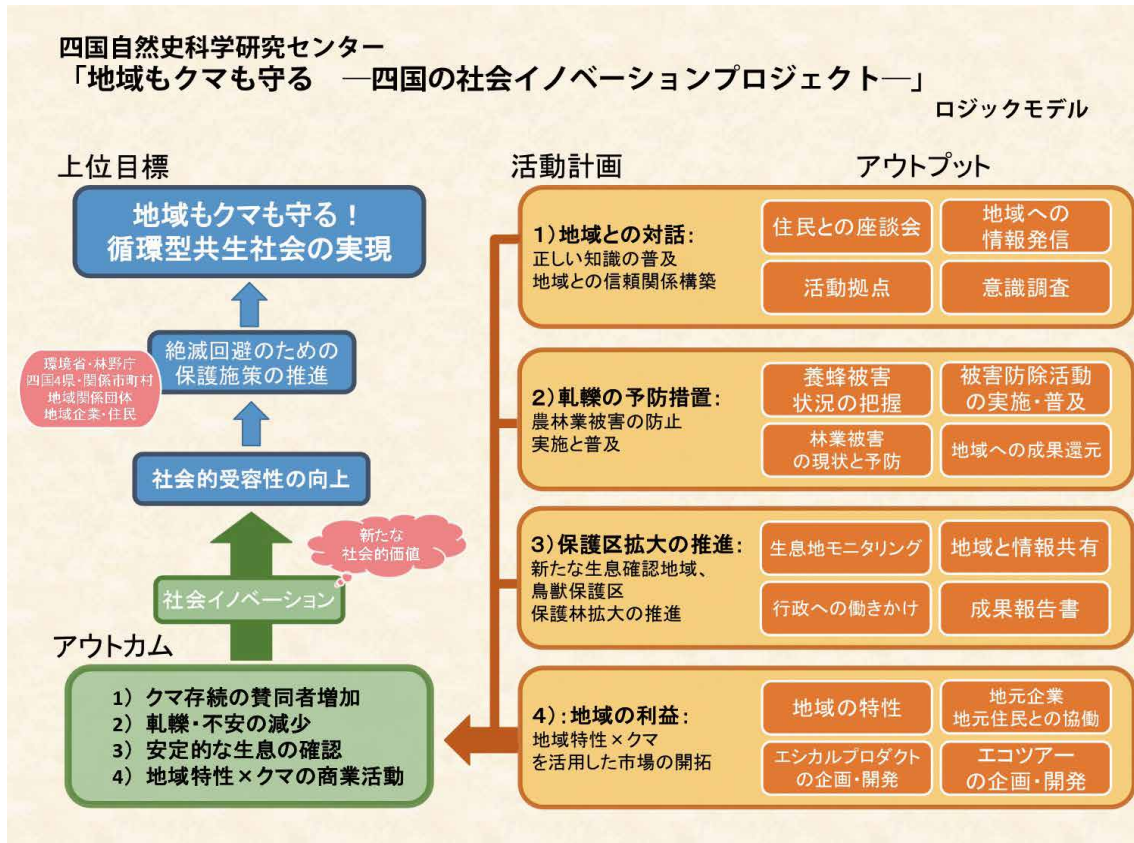 四国自然史科学研究センター
「地域もクマも守る　―四国の社会イノベーションプロジェクト―」
ロジックモデル
上位目標
地域もクマも守る！
循環型共生社会の実現
絶滅回避のための
保護施策の推進
環境省・林野庁
四国4県・関係市町村
地域関係団体
地域企業・住民
社会的受容性の向上
新たな
社会的価値
社会イノベーション
アウトカム
1） クマ存続の賛同者増加
2） 軋轢・不安の減少
3） 安定的な生息の確認
4） 地域特性×クマの商業活動
活動計画
アウトプット
1）地域との対話：
正しい知識の普及
地域との信頼関係構築
住民との座談会
地域への
情報発信
活動拠点
意識調査
2）軋轢の予防措置：
農林業被害の防止
実施と普及
養蜂被害
状況の把握
被害防除活動
の実施・普及
林業被害
の現状と予防
地域への成果還元
3）保護区拡大の推進：
新たな生息確認地域、
鳥獣保護区
保護林拡大の推進
生息地モニタリング
地域と情報共有
行政への働きかけ
成果報告書
4）：地域の利益：
地域特性×クマ
を活用した市場の開拓
地域の特性
地元企業
地元住民との協働
エシカルプロダクト
の企画・開発
エコツアー
の企画・開発